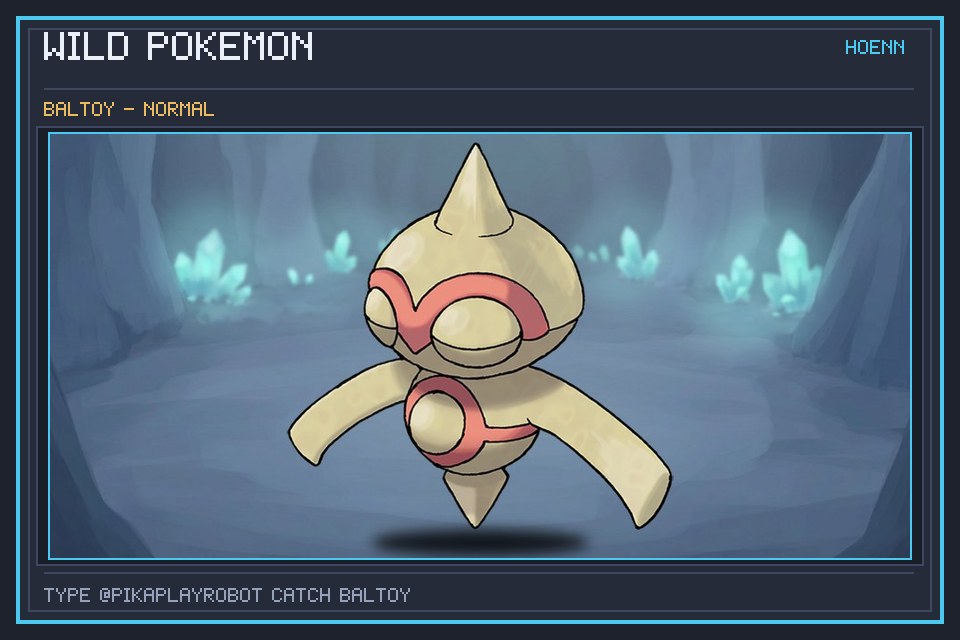 WILD POKEMON
HOENN
BALTOY - NORMAL
TYPE @PIKAPLAYROBOT CATCH BALTOY